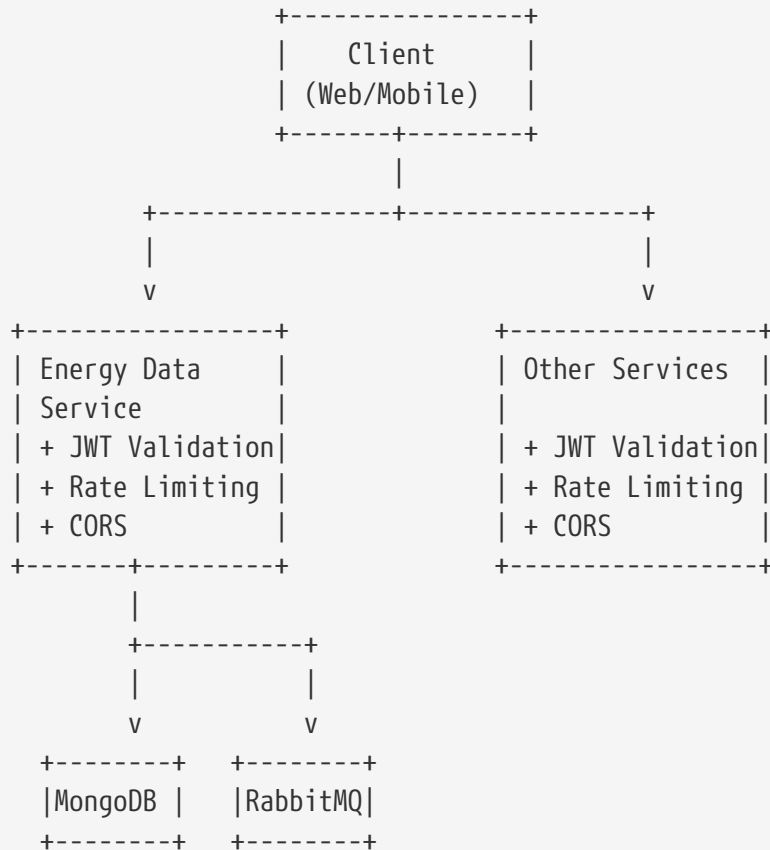 Client
(Web/Mobile)
Energy Data
Service
+ JWT Validation
+ Rate Limiting
+ CORS
Other Services
+ JWT Validation
+ Rate Limiting
+ CORS
MongoDB
RabbitMQ